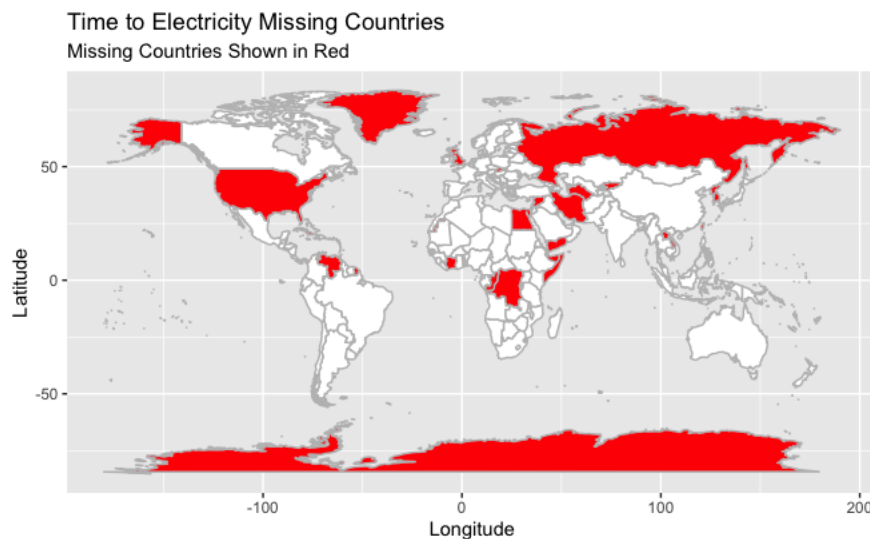 Time to Electricity Missing Countries
Missing Countries Shown in Red
50
0
-50
Latitude
-100
0
100
200
Longitude